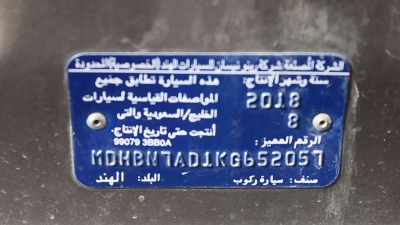 الشركة المصنعة شركة رينو نيسان للسيارات الهند (الخصوصية) المحدودة
سنة وشهر الإنتاج: هذه السيارة تطابق جميع
2018 المواصفات القياسية لسيارات
8 الخليج/السعودية والتى
أنتجت حتى تاريخ الإنتاج.
الرقم المميز: 99079 3BB0A
MDHBN7AD1KG652057
صنف: سيارة ركوب البلد: الهند